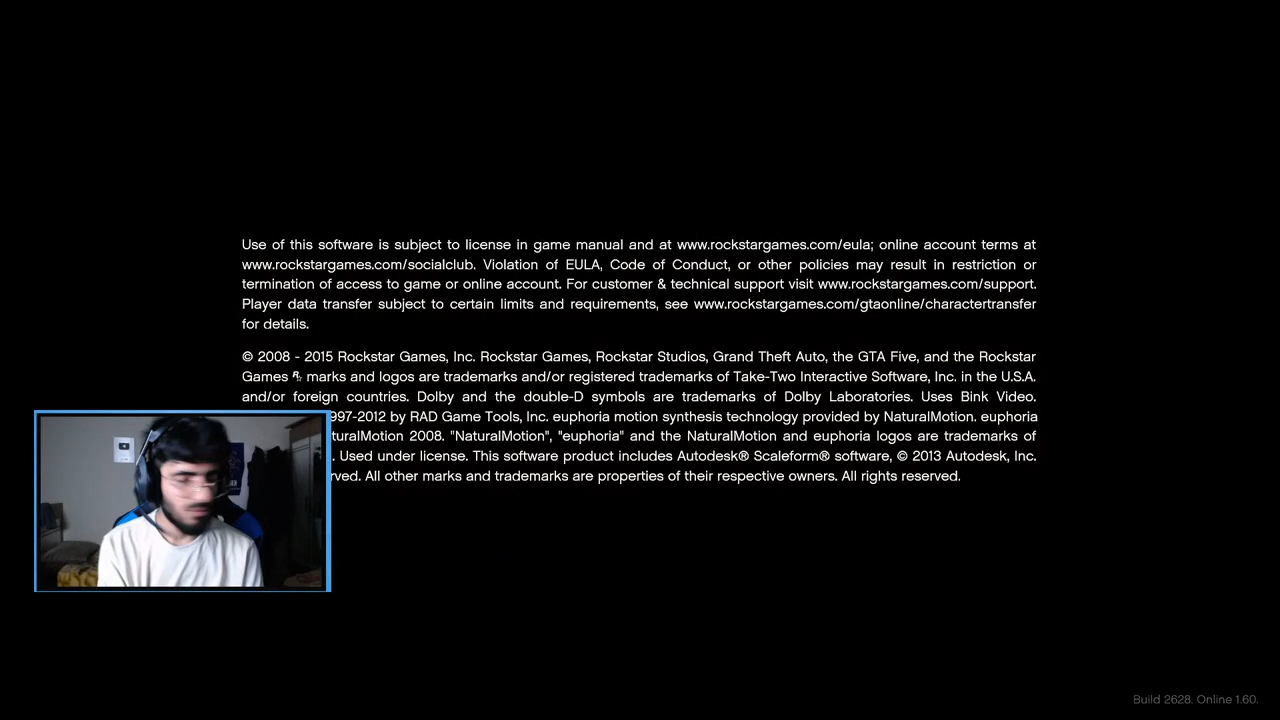 Use of this software is subject to license in game manual and at www.rockstargames.com/eula; online account terms at
www.rockstargames.com/socialclub. Violation of EULA, Code of Conduct, or other policies may result in restriction or
termination of access to game or online account. For customer & technical support visit www.rockstargames.com/support.
Player data transfer subject to certain limits and requirements, see www.rockstargames.com/gtaonline/charactertransfer
for details.
© 2008 - 2015 Rockstar Games, Inc. Rockstar Games, Rockstar Studios, Grand Theft Auto, the GTA Five, and the Rockstar
Games R* marks and logos are trademarks and/or registered trademarks of Take-Two Interactive Software, Inc. in the U.S.A.
and/or foreign countries. Dolby and the double-D symbols are trademarks of Dolby Laboratories. Uses Bink Video.
997-2012 by RAD Game Tools, Inc. euphoria motion synthesis technology provided by NaturalMotion. euphoria
turalMotion 2008. "NaturalMotion", "euphoria" and the NaturalMotion and euphoria logos are trademarks of
. Used under license. This software product includes Autodesk® Scaleform® software, © 2013 Autodesk, Inc.
rved. All other marks and trademarks are properties of their respective owners. All rights reserved.
Build 2628. Online 1.60.